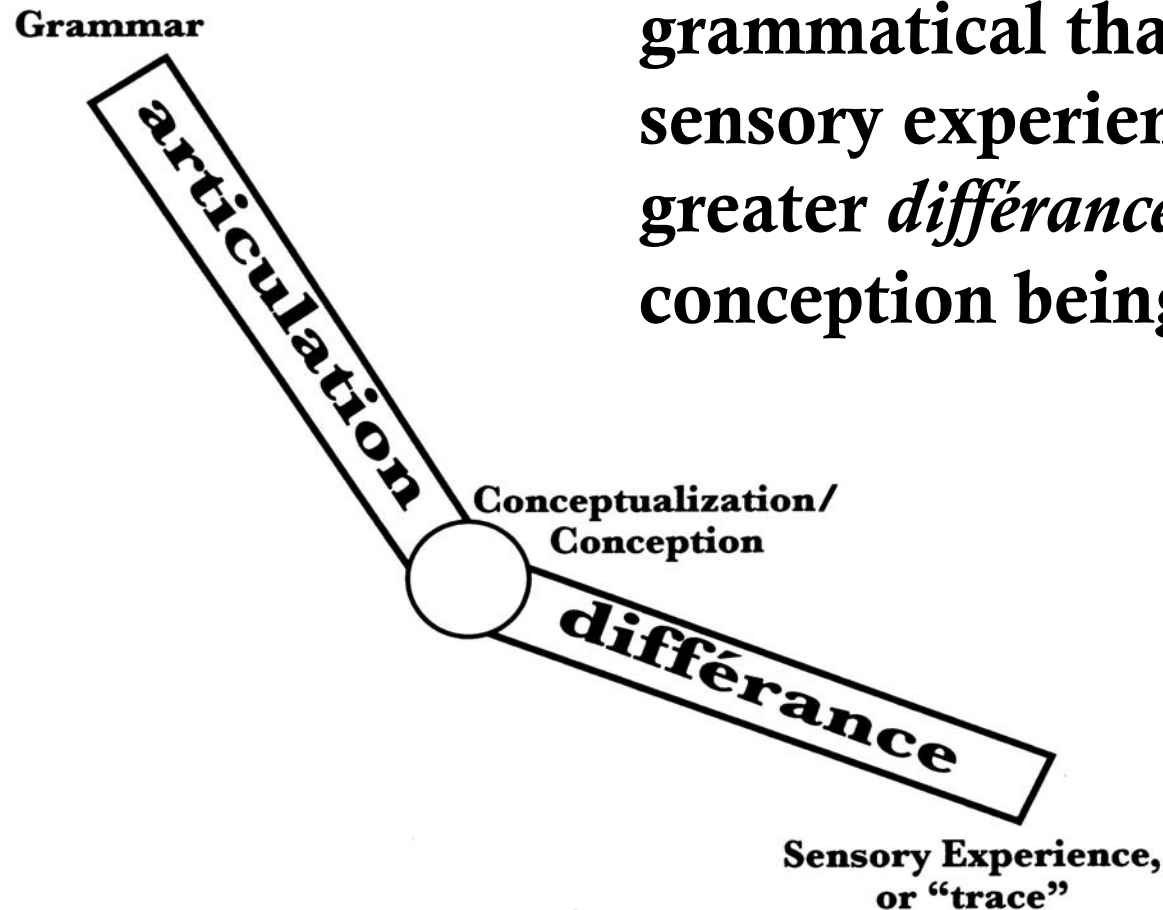 Grammar
grammatical tha
sensory experien
greater différance
conception being
articulation
Conceptualization/
Conception
différance
Sensory Experience,
or “trace”